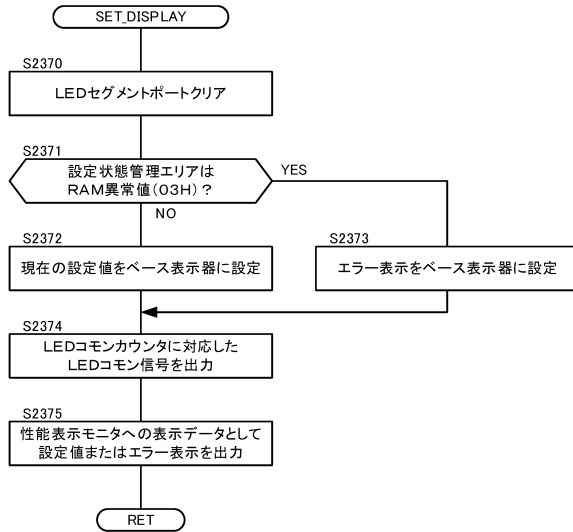 SET_DISPLAY
S2370
LEDセグメントポートクリア
S2371
設定状態管理エリアは
RAM異常値(03H)?
YES
NO
S2372
現在の設定値をベース表示器に設定
S2373
エラー表示をベース表示器に設定
S2374
LEDコモンカウンタに対応した
LEDコモン信号を出力
S2375
性能表示モニタへの表示データとして
設定値またはエラー表示を出力
RET